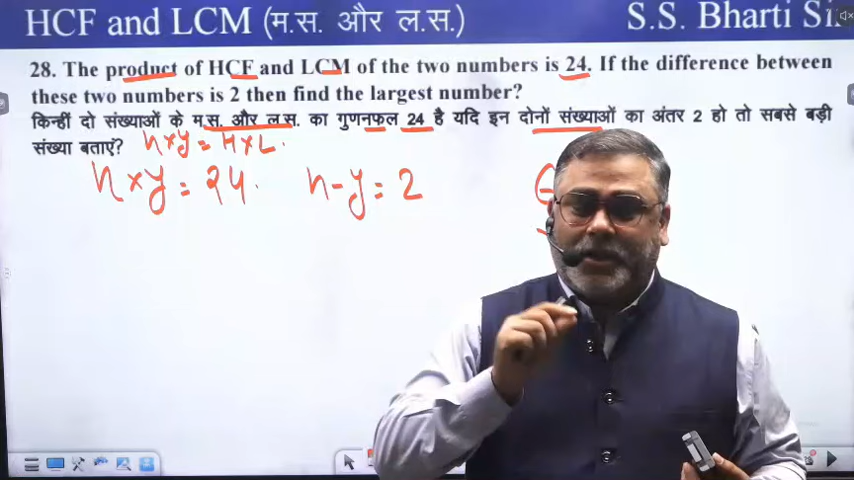 HCF and LCM (म.स. और ल.स.)
S.S. Bharti Si
28. The product of HCF and LCM of the two numbers is 24. If the difference between
these two numbers is 2 then find the largest number?
किन्हीं दो संख्याओं के म.स. और ल.स. का गुणनफल 24 है यदि इन दोनों संख्याओं का अंतर 2 हो तो सबसे बड़ी
संख्या बताएं? x×y = H×L.
x×y = 24. x-y = 2